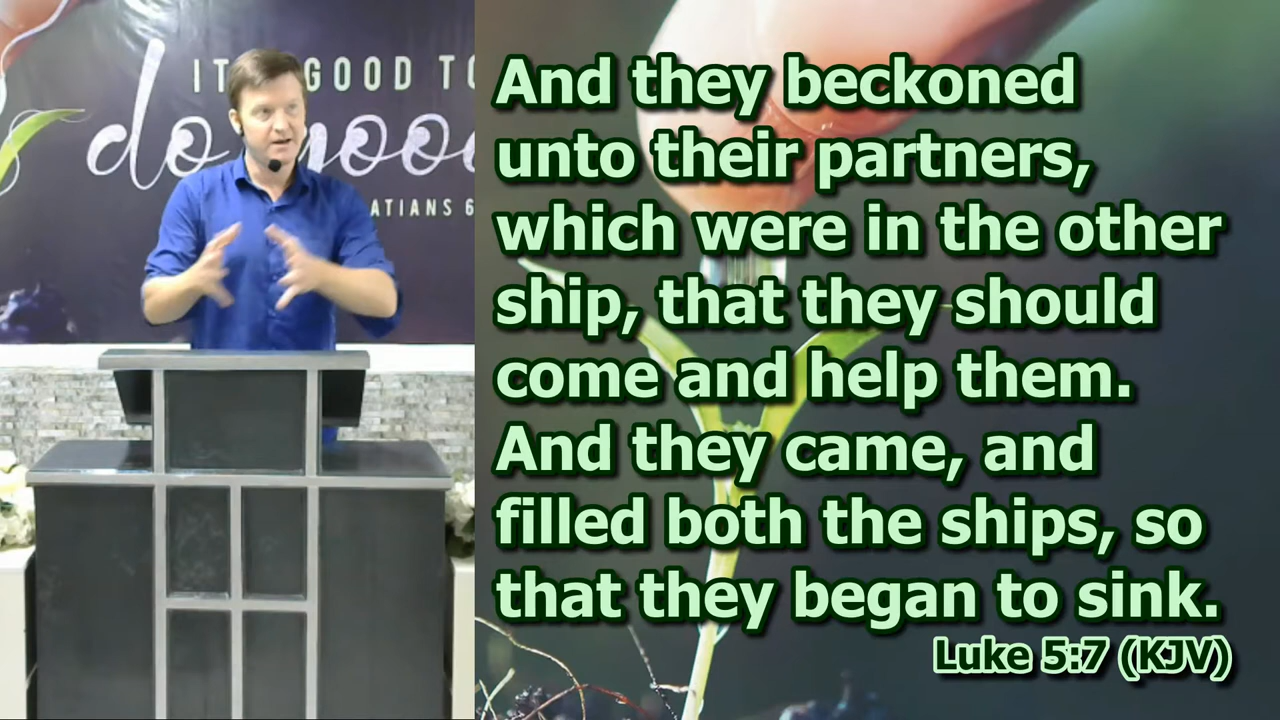 IT GOOD TO
do
ATIANS 6
And they beckoned
unto their partners,
which were in the other
ship, that they should
come and help them.
And they came, and
filled both the ships, so
that they began to sink.
Luke 5:7 (KJV)